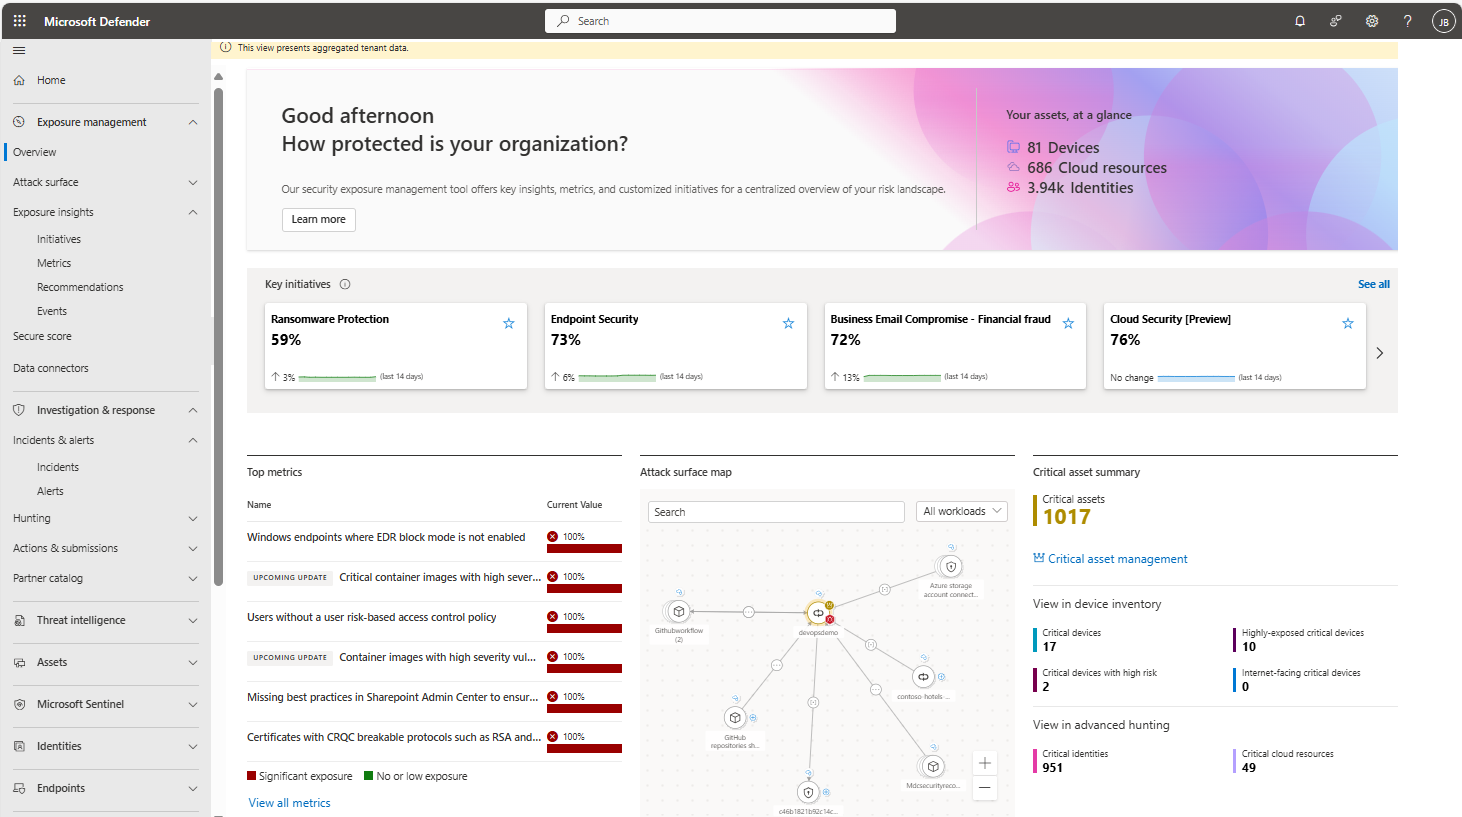 Microsoft Defender
Search
JB
This view presents aggregated tenant data.
Home
Exposure management
Overview
Attack surface
Exposure insights
Initiatives
Metrics
Recommendations
Events
Secure score
Data connectors
Investigation & response
Incidents & alerts
Incidents
Alerts
Hunting
Actions & submissions
Partner catalog
Threat intelligence
Assets
Microsoft Sentinel
Identities
Endpoints
Good afternoon
How protected is your organization?
Our security exposure management tool offers key insights, metrics, and customized initiatives for a centralized overview of your risk landscape.
Learn more
Your assets, at a glance
81 Devices
686 Cloud resources
3.94k Identities
Key initiatives
See all
Ransomware Protection
59%
3% (last 14 days)
Endpoint Security
73%
6% (last 14 days)
Business Email Compromise - Financial fraud
72%
13% (last 14 days)
Cloud Security [Preview]
76%
No change (last 14 days)
Top metrics
Name Current Value
Windows endpoints where EDR block mode is not enabled 100%
UPCOMING UPDATE Critical container images with high sever... 100%
Users without a user risk-based access control policy 100%
UPCOMING UPDATE Container images with high severity vul... 100%
Missing best practices in Sharepoint Admin Center to ensur... 100%
Certificates with CRQC breakable protocols such as RSA and... 100%
Significant exposure No or low exposure
View all metrics
Attack surface map
Search
All workloads
Azure storage
account connect...
Githubworkflow
(2)
devopsdemo
contoso-hotels-...
GitHub
repositories sh...
Mdcsecurityreco...
c46b1821b92c14c...
Critical asset summary
Critical assets
1017
Critical asset management
View in device inventory
Critical devices
17
Highly-exposed critical devices
10
Critical devices with high risk
2
Internet-facing critical devices
0
View in advanced hunting
Critical identities
951
Critical cloud resources
49